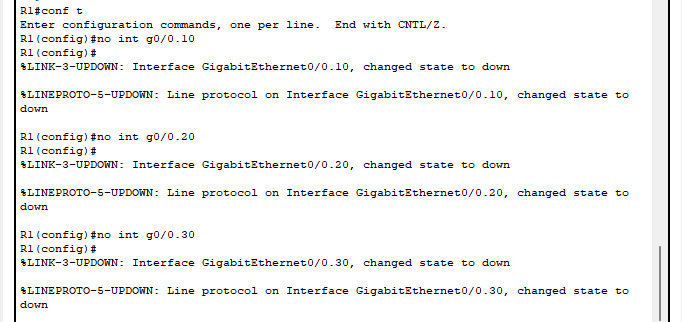 R1#conf t
Enter configuration commands, one per line.  End with CNTL/Z.
R1(config)#no int g0/0.10
R1(config)#
%LINK-3-UPDOWN: Interface GigabitEthernet0/0.10, changed state to down
%LINEPROTO-5-UPDOWN: Line protocol on Interface GigabitEthernet0/0.10, changed state to
down
R1(config)#no int g0/0.20
R1(config)#
%LINK-3-UPDOWN: Interface GigabitEthernet0/0.20, changed state to down
%LINEPROTO-5-UPDOWN: Line protocol on Interface GigabitEthernet0/0.20, changed state to
down
R1(config)#no int g0/0.30
R1(config)#
%LINK-3-UPDOWN: Interface GigabitEthernet0/0.30, changed state to down
%LINEPROTO-5-UPDOWN: Line protocol on Interface GigabitEthernet0/0.30, changed state to
down